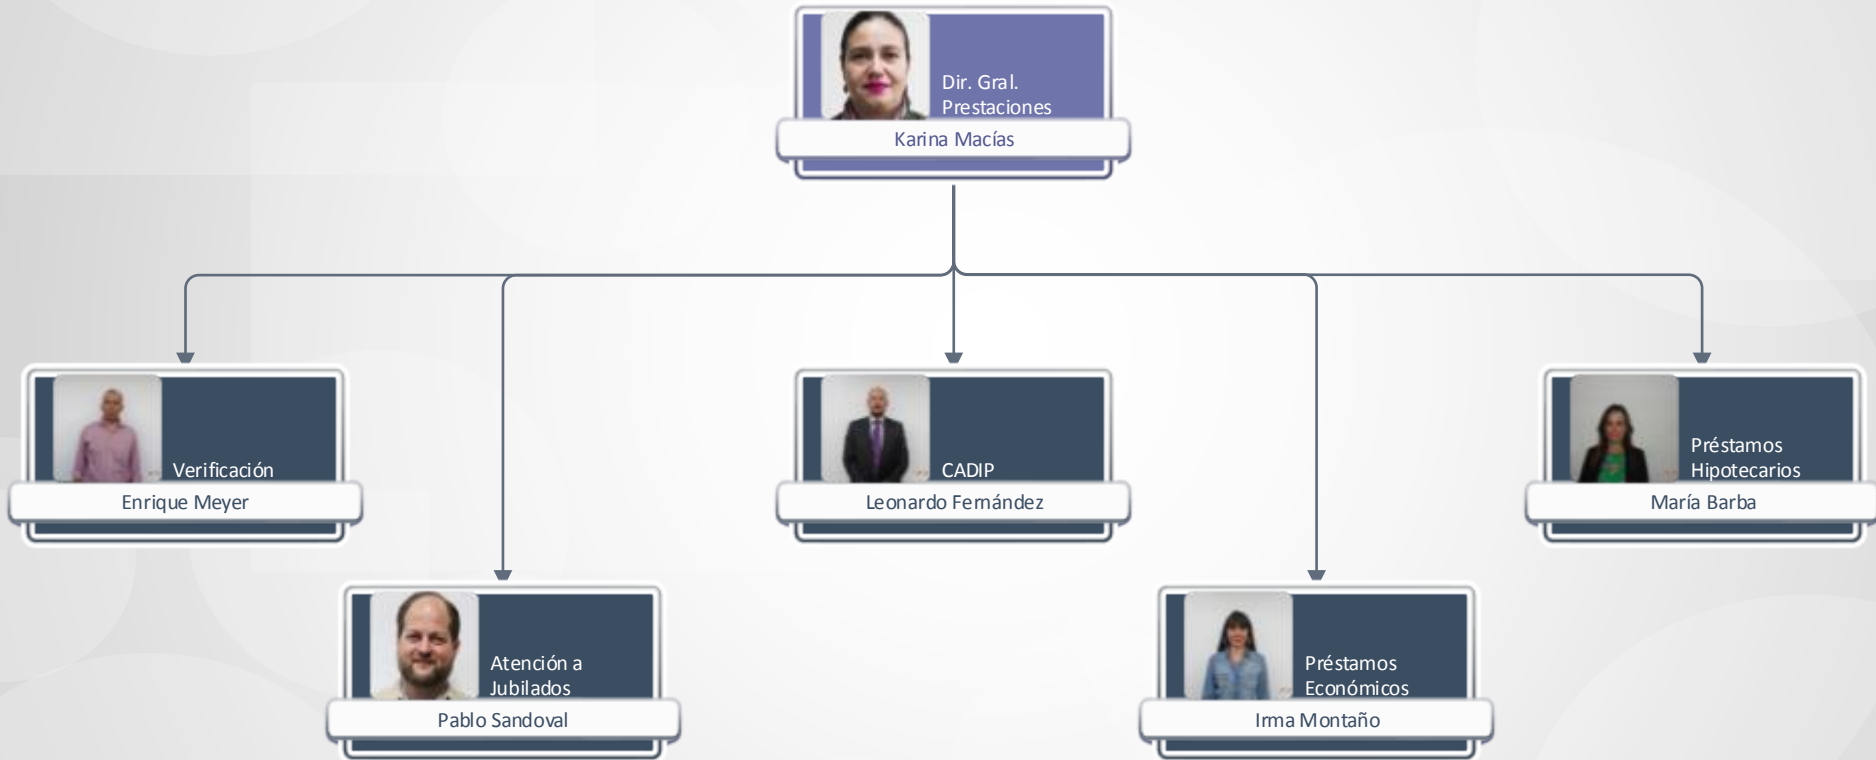 Dir. Gral.
Prestaciones
Karina Macías
Verificación
Enrique Meyer
CADIP
Leonardo Fernández
Préstamos
Hipotecarios
María Barba
Atención a
Jubilados
Pablo Sandoval
Préstamos
Económicos
Irma Montaño